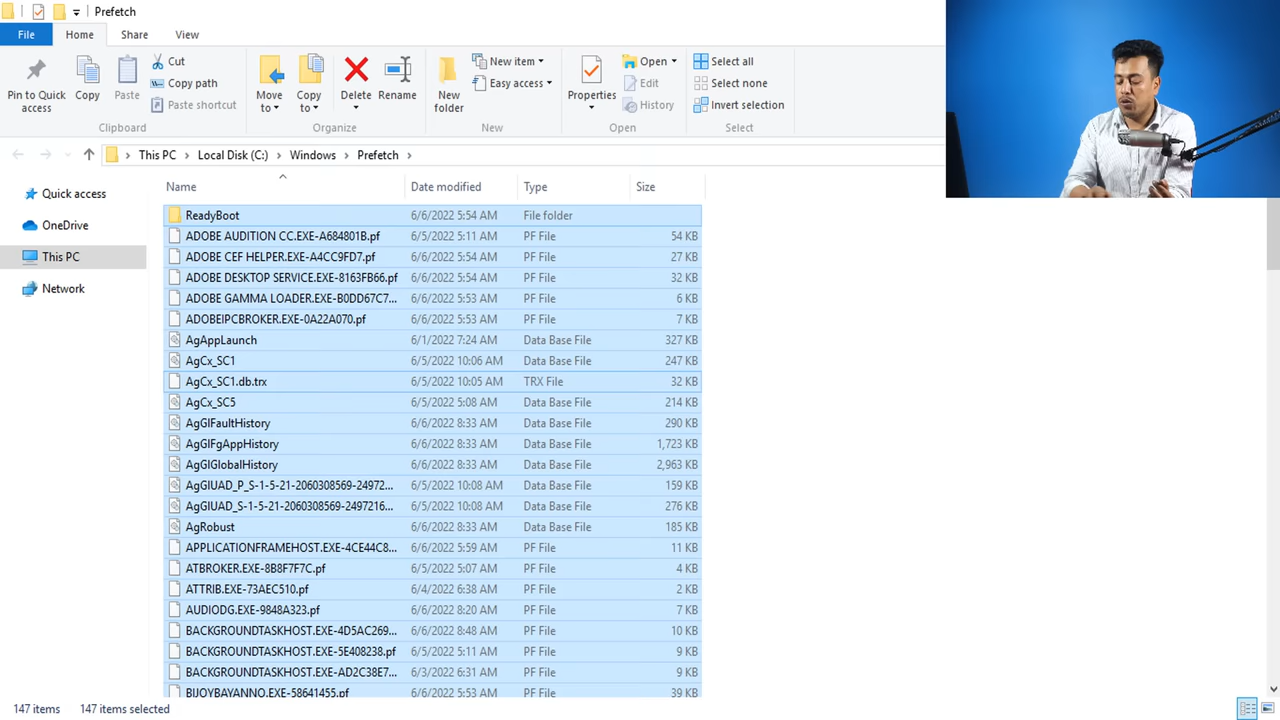 Prefetch
File Home Share View
Pin to Quick access
Copy
Paste
Cut
Copy path
Paste shortcut
Clipboard
Move to
Copy to
Delete
Rename
Organize
New folder
New item
Easy access
New
Properties
Open
Edit
History
Open
Select all
Select none
Invert selection
Select
This PC > Local Disk (C:) > Windows > Prefetch >
Quick access
OneDrive
This PC
Network
Name Date modified Type Size
ReadyBoot 6/6/2022 5:54 AM File folder
ADOBE AUDITION CC.EXE-A684801B.pf 6/5/2022 5:11 AM PF File 54 KB
ADOBE CEF HELPER.EXE-A4CC9FD7.pf 6/6/2022 5:54 AM PF File 27 KB
ADOBE DESKTOP SERVICE.EXE-8163FB66.pf 6/6/2022 5:54 AM PF File 32 KB
ADOBE GAMMA LOADER.EXE-B0DD67C7... 6/6/2022 5:53 AM PF File 6 KB
ADOBEIPCBROKER.EXE-0A22A070.pf 6/6/2022 5:53 AM PF File 7 KB
AgAppLaunch 6/1/2022 7:24 AM Data Base File 327 KB
AgCx_SC1 6/5/2022 10:06 AM Data Base File 247 KB
AgCx_SC1.db.trx 6/5/2022 10:05 AM TRX File 32 KB
AgCx_SC5 6/5/2022 5:08 AM Data Base File 214 KB
AgGlFaultHistory 6/6/2022 8:33 AM Data Base File 290 KB
AgGlFgAppHistory 6/6/2022 8:33 AM Data Base File 1,723 KB
AgGlGlobalHistory 6/6/2022 8:33 AM Data Base File 2,963 KB
AgGlUAD_P_S-1-5-21-2060308569-24972... 6/5/2022 10:08 AM Data Base File 159 KB
AgGlUAD_S-1-5-21-2060308569-2497216... 6/5/2022 10:08 AM Data Base File 276 KB
AgRobust 6/6/2022 8:33 AM Data Base File 185 KB
APPLICATIONFRAMEHOST.EXE-4CE44C8... 6/6/2022 5:59 AM PF File 11 KB
ATBROKER.EXE-8B8F7F7C.pf 6/5/2022 5:07 AM PF File 4 KB
ATTRIB.EXE-73AEC510.pf 6/4/2022 6:38 AM PF File 2 KB
AUDIODG.EXE-9848A323.pf 6/6/2022 8:20 AM PF File 7 KB
BACKGROUNDTASKHOST.EXE-4D5AC269... 6/6/2022 8:48 AM PF File 10 KB
BACKGROUNDTASKHOST.EXE-5E408238.pf 6/5/2022 5:11 AM PF File 9 KB
BACKGROUNDTASKHOST.EXE-AD2C38E7... 6/3/2022 6:31 AM PF File 9 KB
BIJOYBAYANNO.EXE-58641455.pf 6/6/2022 5:53 AM PF File 39 KB
147 items 147 items selected